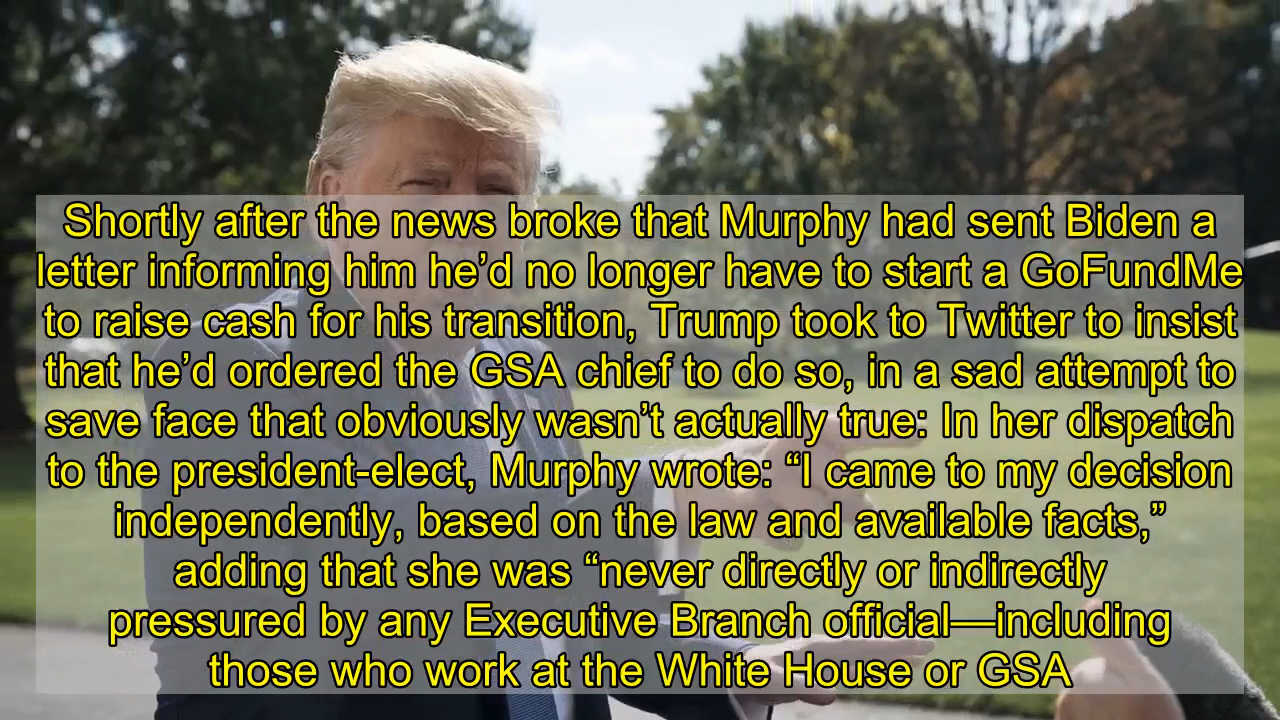 Shortly after the news broke that Murphy had sent Biden a
letter informing him he’d no longer have to start a GoFundMe
to raise cash for his transition, Trump took to Twitter to insist
that he’d ordered the GSA chief to do so, in a sad attempt to
save face that obviously wasn’t actually true: In her dispatch
to the president-elect, Murphy wrote: “I came to my decision
independently, based on the law and available facts,”
adding that she was “never directly or indirectly
pressured by any Executive Branch official—including
those who work at the White House or GSA